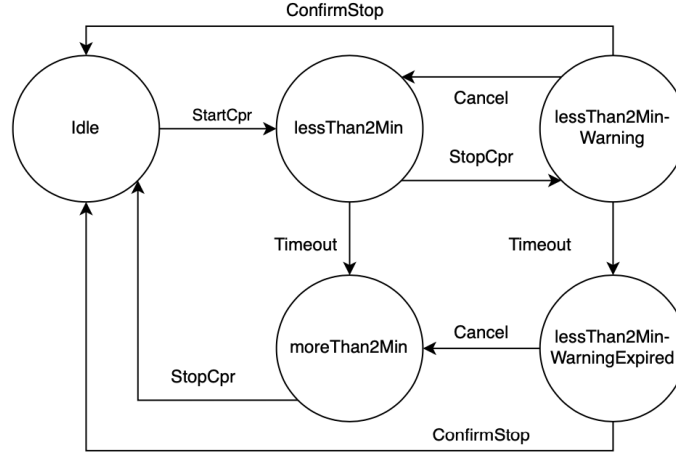 ConfirmStop
Idle
StartCpr
lessThan2Min
Cancel
StopCpr
lessThan2Min-
Warning
Timeout
Timeout
moreThan2Min
Cancel
lessThan2Min-
WarningExpired
StopCpr
ConfirmStop